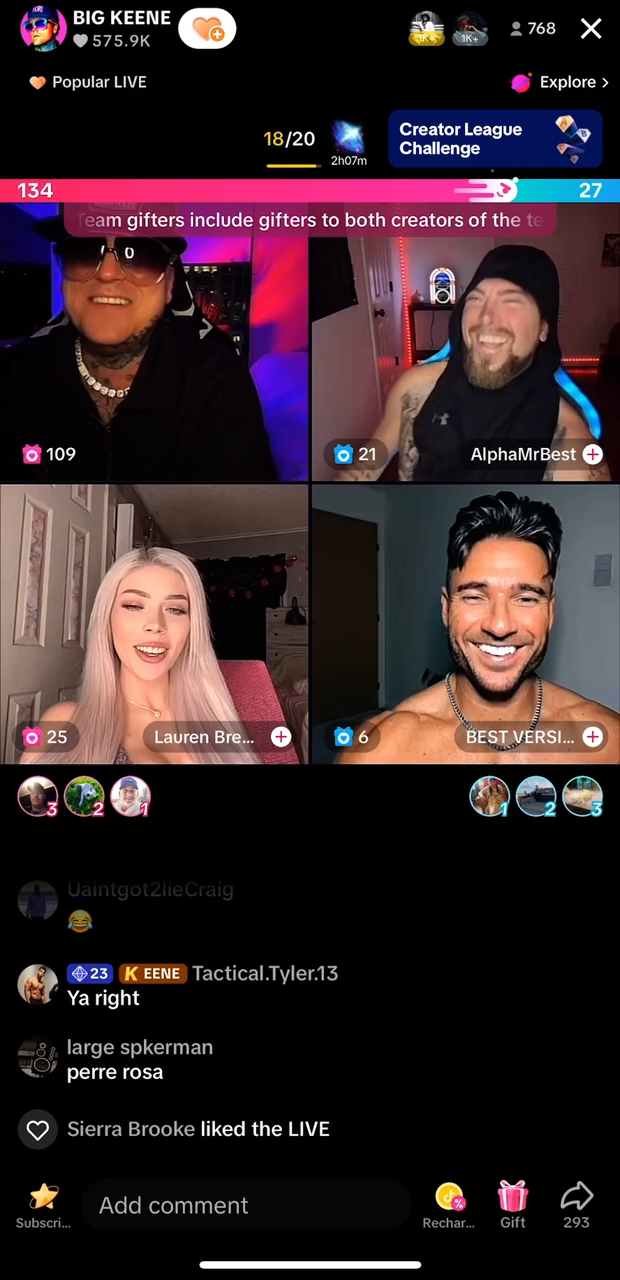 BIG KEENE
575.9K
1K+
1K+
768
Popular LIVE
Explore >
18/20
2h07m
Creator League
Challenge
134
27
Team gifters include gifters to both creators of the te
0
109
21
AlphaMrBest
25
Lauren Bre...
6
BEST VERSI...
3
2
1
1
2
3
Uaintgot2lieCraig
😂
23 K EENE Tactical.Tyler.13
Ya right
large spkerman
perre rosa
Sierra Brooke liked the LIVE
Subscri...
Add comment
Rechar...
Gift
293